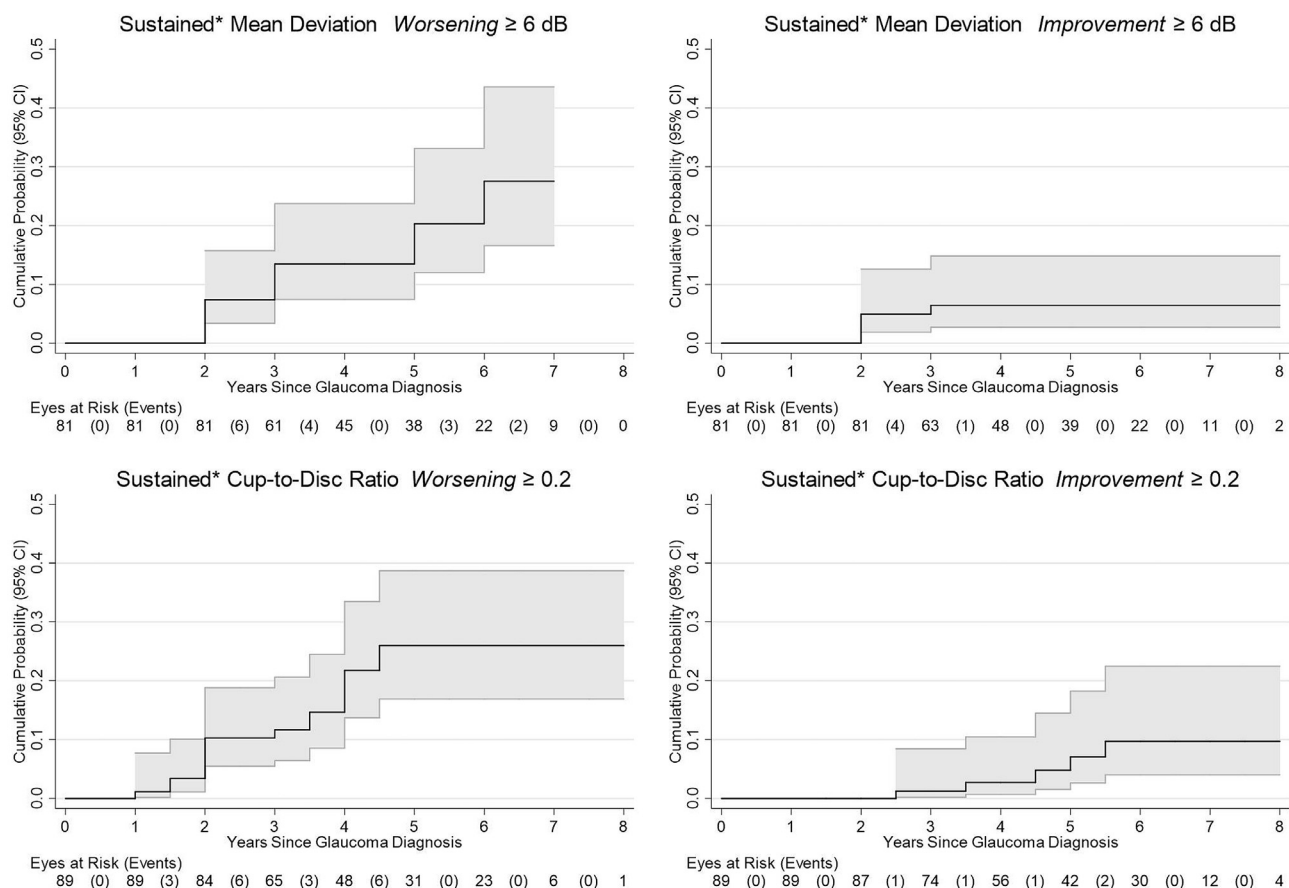 Sustained* Mean Deviation Worsening ≥ 6 dB
Cumulative Probability (95% CI)
0.5
0.4
0.3
0.2
0.1
0.0
0 1 2 3 4 5 6 7 8
Years Since Glaucoma Diagnosis
Eyes at Risk (Events)
81 (0) 81 (0) 81 (6) 61 (4) 45 (0) 38 (3) 22 (2) 9 (0) 0
Sustained* Mean Deviation Improvement ≥ 6 dB
Cumulative Probability (95% CI)
0.5
0.4
0.3
0.2
0.1
0.0
0 1 2 3 4 5 6 7 8
Years Since Glaucoma Diagnosis
Eyes at Risk (Events)
81 (0) 81 (0) 81 (4) 63 (1) 48 (0) 39 (0) 22 (0) 11 (0) 2
Sustained* Cup-to-Disc Ratio Worsening ≥ 0.2
Cumulative Probability (95% CI)
0.5
0.4
0.3
0.2
0.1
0.0
0 1 2 3 4 5 6 7 8
Years Since Glaucoma Diagnosis
Eyes at Risk (Events)
89 (0) 89 (3) 84 (6) 65 (3) 48 (6) 31 (0) 23 (0) 6 (0) 1
Sustained* Cup-to-Disc Ratio Improvement ≥ 0.2
Cumulative Probability (95% CI)
0.5
0.4
0.3
0.2
0.1
0.0
0 1 2 3 4 5 6 7 8
Years Since Glaucoma Diagnosis
Eyes at Risk (Events)
89 (0) 89 (0) 87 (1) 74 (1) 56 (1) 42 (2) 30 (0) 12 (0) 4